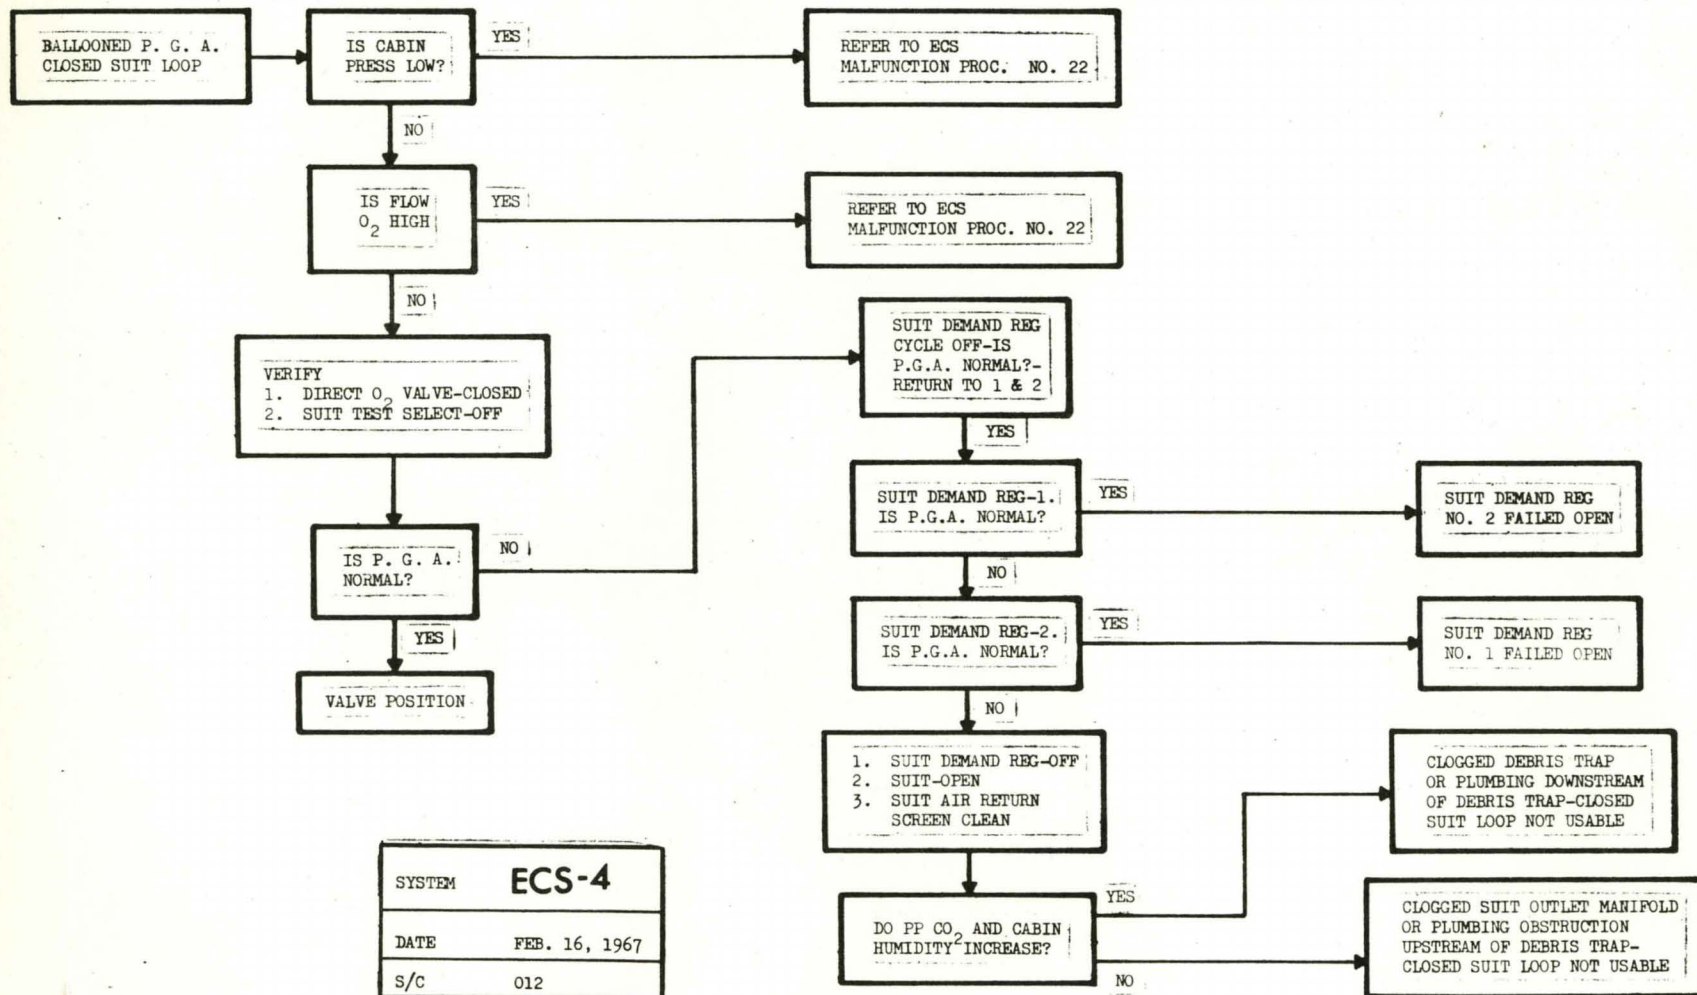 BALLOONED P. G. A.
CLOSED SUIT LOOP
IS CABIN
PRESS LOW?
YES
REFER TO ECS
MALFUNCTION PROC. NO. 22
NO
IS FLOW
O2 HIGH
YES
REFER TO ECS
MALFUNCTION PROC. NO. 22
NO
VERIFY
1. DIRECT O2 VALVE-CLOSED
2. SUIT TEST SELECT-OFF
IS P. G. A.
NORMAL?
NO
YES
VALVE POSITION
SUIT DEMAND REG
CYCLE OFF-IS
P.G.A. NORMAL?-
RETURN TO 1 & 2
YES
SUIT DEMAND REG-1.
IS P.G.A. NORMAL?
YES
SUIT DEMAND REG
NO. 2 FAILED OPEN
NO
SUIT DEMAND REG-2.
IS P.G.A. NORMAL?
YES
SUIT DEMAND REG
NO. 1 FAILED OPEN
NO
1. SUIT DEMAND REG-OFF
2. SUIT-OPEN
3. SUIT AIR RETURN
SCREEN CLEAN
DO PP CO2 AND CABIN
HUMIDITY INCREASE?
YES
CLOGGED DEBRIS TRAP
OR PLUMBING DOWNSTREAM
OF DEBRIS TRAP-CLOSED
SUIT LOOP NOT USABLE
NO
CLOGGED SUIT OUTLET MANIFOLD
OR PLUMBING OBSTRUCTION
UPSTREAM OF DEBRIS TRAP-
CLOSED SUIT LOOP NOT USABLE
SYSTEM ECS-4
DATE FEB. 16, 1967
S/C 012